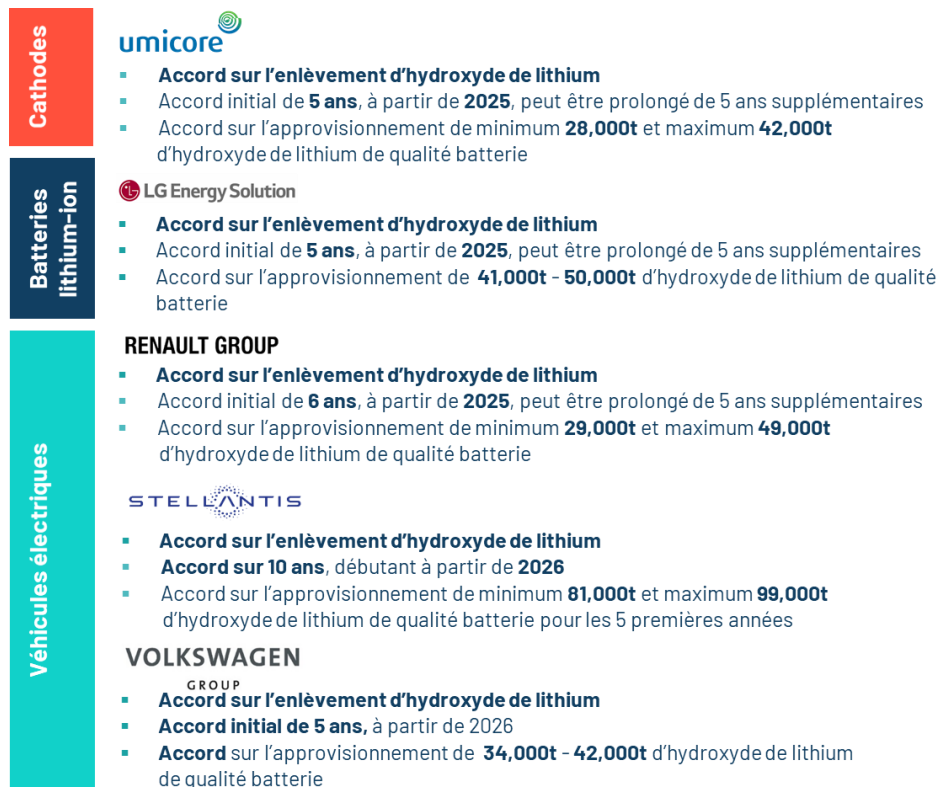 Cathodes
umicore
Accord sur l’enlèvement d’hydroxyde de lithium
Accord initial de 5 ans, à partir de 2025, peut être prolongé de 5 ans supplémentaires
Accord sur l’approvisionnement de minimum 28,000t et maximum 42,000t
d’hydroxyde de lithium de qualité batterie
Batteries
lithium-ion
LG Energy Solution
Accord sur l’enlèvement d’hydroxyde de lithium
Accord initial de 5 ans, à partir de 2025, peut être prolongé de 5 ans supplémentaires
Accord sur l’approvisionnement de 41,000t - 50,000t d’hydroxyde de lithium de qualité
batterie
Véhicules électriques
RENAULT GROUP
Accord sur l’enlèvement d’hydroxyde de lithium
Accord initial de 6 ans, à partir de 2025, peut être prolongé de 5 ans supplémentaires
Accord sur l’approvisionnement de minimum 29,000t et maximum 49,000t
d’hydroxyde de lithium de qualité batterie
STELLANTIS
Accord sur l’enlèvement d’hydroxyde de lithium
Accord sur 10 ans, débutant à partir de 2026
Accord sur l’approvisionnement de minimum 81,000t et maximum 99,000t
d’hydroxyde de lithium de qualité batterie pour les 5 premières années
VOLKSWAGEN
GROUP
Accord sur l’enlèvement d’hydroxyde de lithium
Accord initial de 5 ans, à partir de 2026
Accord sur l’approvisionnement de 34,000t - 42,000t d’hydroxyde de lithium
de qualité batterie